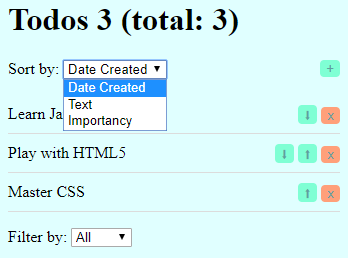 Todos 3 (total: 3)
Sort by: Date Created +
Date Created
Text
Importancy
Learn Ja ⬇ x
Play with HTML5 ⬇ ⬆ x
Master CSS ⬆ x
Filter by: All